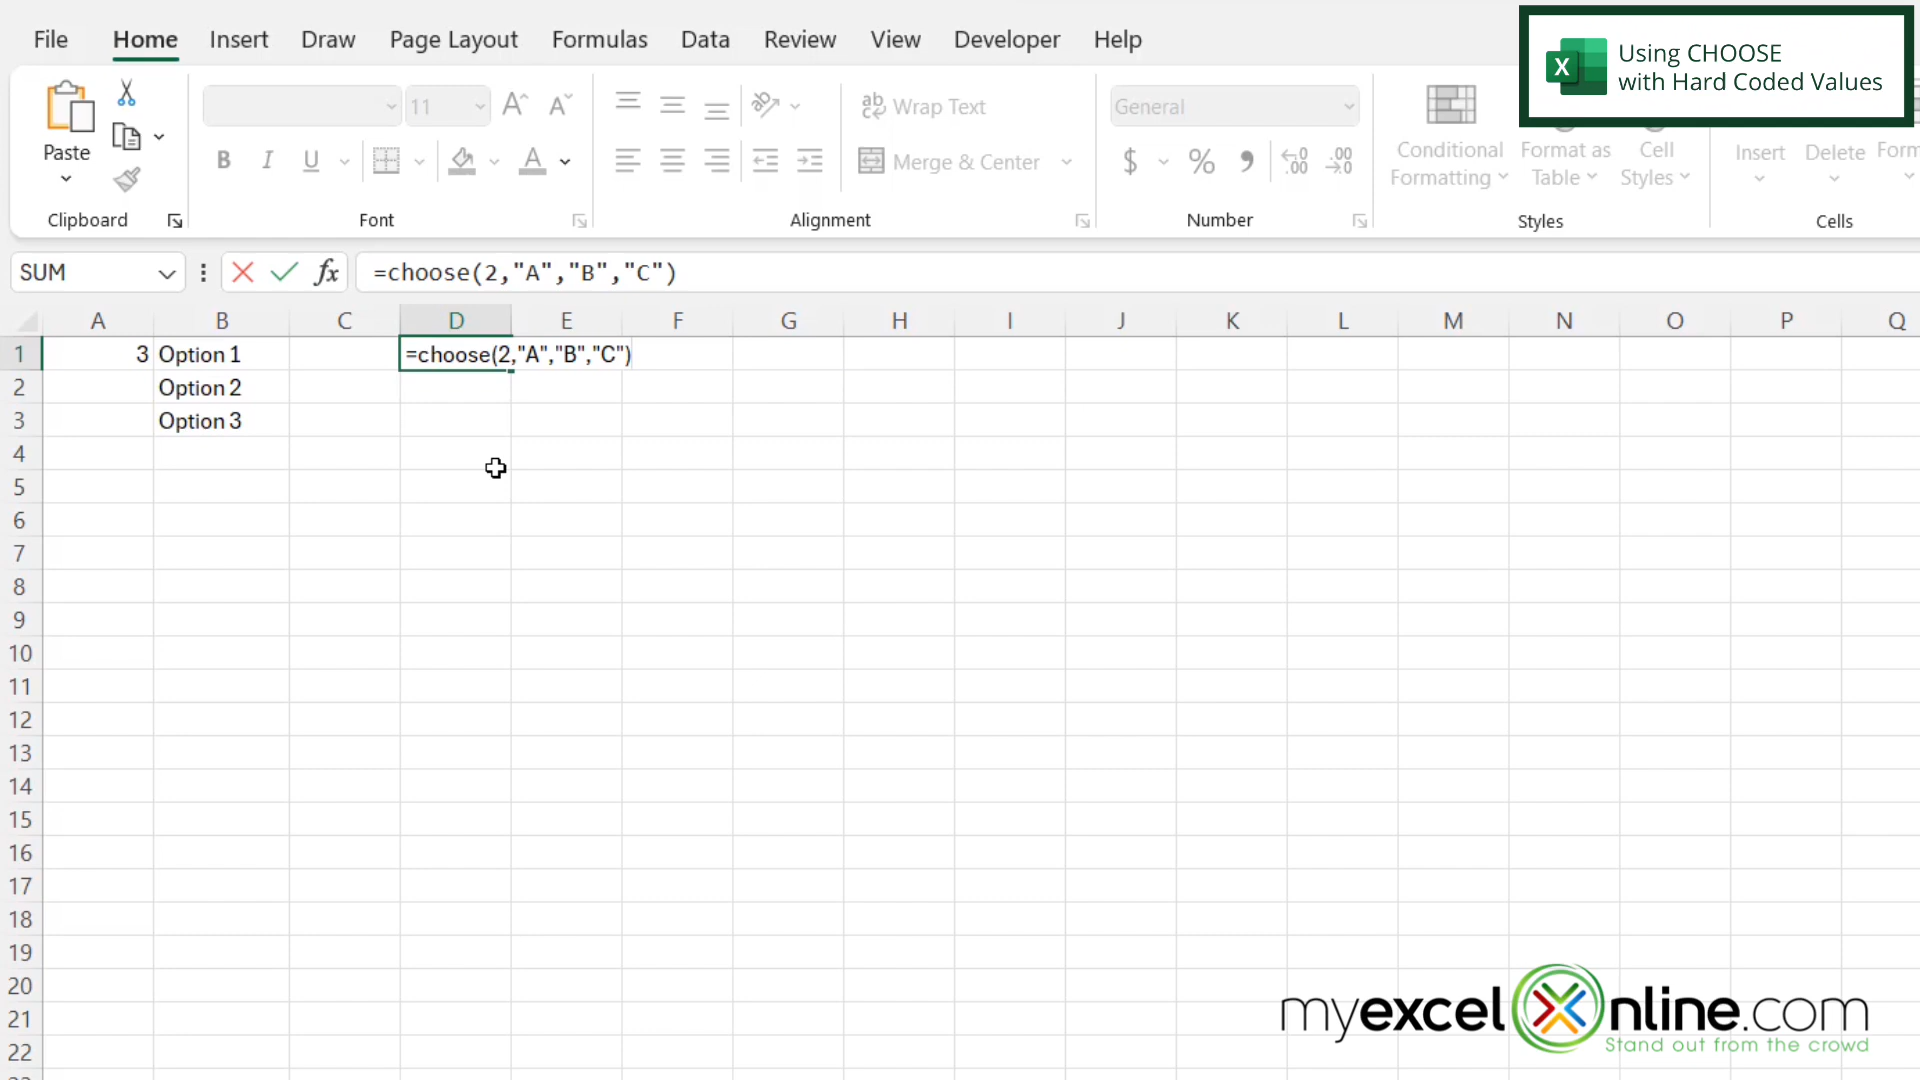 File Home Insert Draw Page Layout Formulas Data Review View Developer Help
Using CHOOSE
with Hard Coded Values
Paste
11
B I U
Wrap Text
Merge & Center
General
$ % ,
Conditional
Formatting
Format as
Table
Cell
Styles
Insert
Delete
Clipboard Font Alignment Number Styles Cells
SUM
fx
=choose(2,"A","B","C")
A B C D E F G H I J K L M N O P Q
1 3 Option 1 =choose(2,"A","B","C")
2 Option 2
3 Option 3
4
5
6
7
8
9
10
11
12
13
14
15
16
17
18
19
20
21
22
myexcelonline.com
Stand out from the crowd